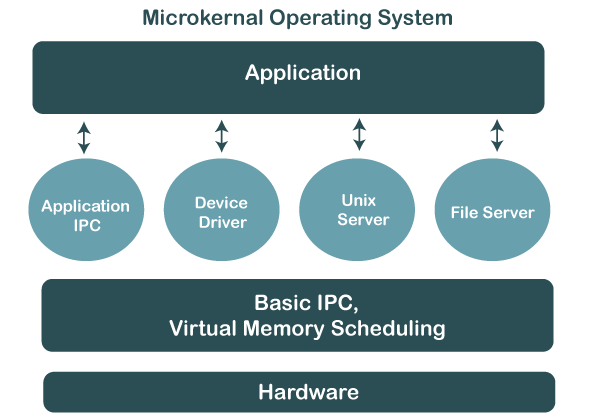 Microkernal Operating System
Application
Application
IPC
Device
Driver
Unix
Server
File Server
Basic IPC,
Virtual Memory Scheduling
Hardware